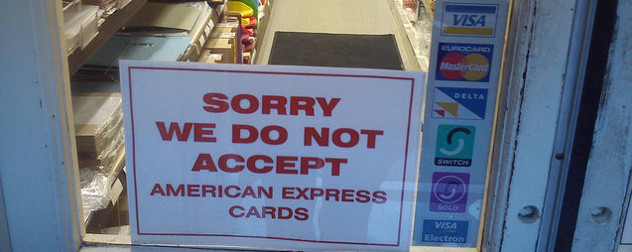 SORRY
WE DO NOT
ACCEPT
AMERICAN EXPRESS
CARDS
VISA
EUROCARD
MasterCard
DELTA
SWITCH
SOLO
VISA
Electron